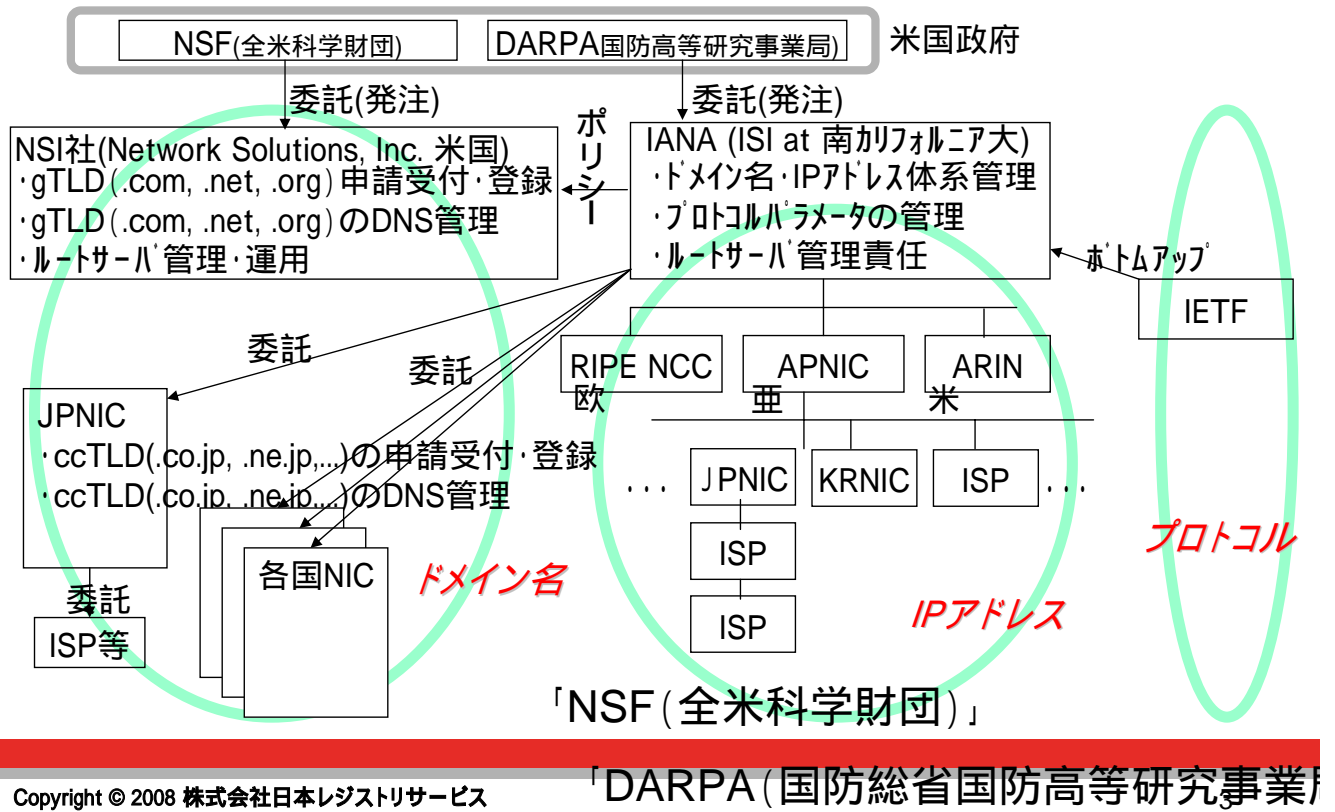 NSF(全米科学財団)
DARPA国防高等研究事業局)
米国政府
委託(発注)
委託(発注)
ポリシー
NSI社(Network Solutions, Inc. 米国)
・gTLD(.com, .net, .org)申請受付・登録
・gTLD(.com, .net, .org)のDNS管理
・ルートサーバ管理・運用
IANA (ISI at 南カリフォルニア大)
・ドメイン名・IPアドレス体系管理
・プロトコルパラメータの管理
・ルートサーバ管理責任
ボトムアップ
IETF
委託
委託
RIPE NCC
APNIC
ARIN
欧
亜
米
JPNIC
・ccTLD(.co.jp, .ne.jp,...)の申請受付・登録
・ccTLD(.co.jp, .ne.jp,...)のDNS管理
...
JPNIC
KRNIC
ISP
...
ISP
ISP
各国NIC
委託
ISP等
ドメイン名
IPアドレス
プロトコル
「NSF(全米科学財団)」
「DARPA(国防総省国防高等研究事業局
Copyright © 2008 株式会社日本レジストリサービス
3